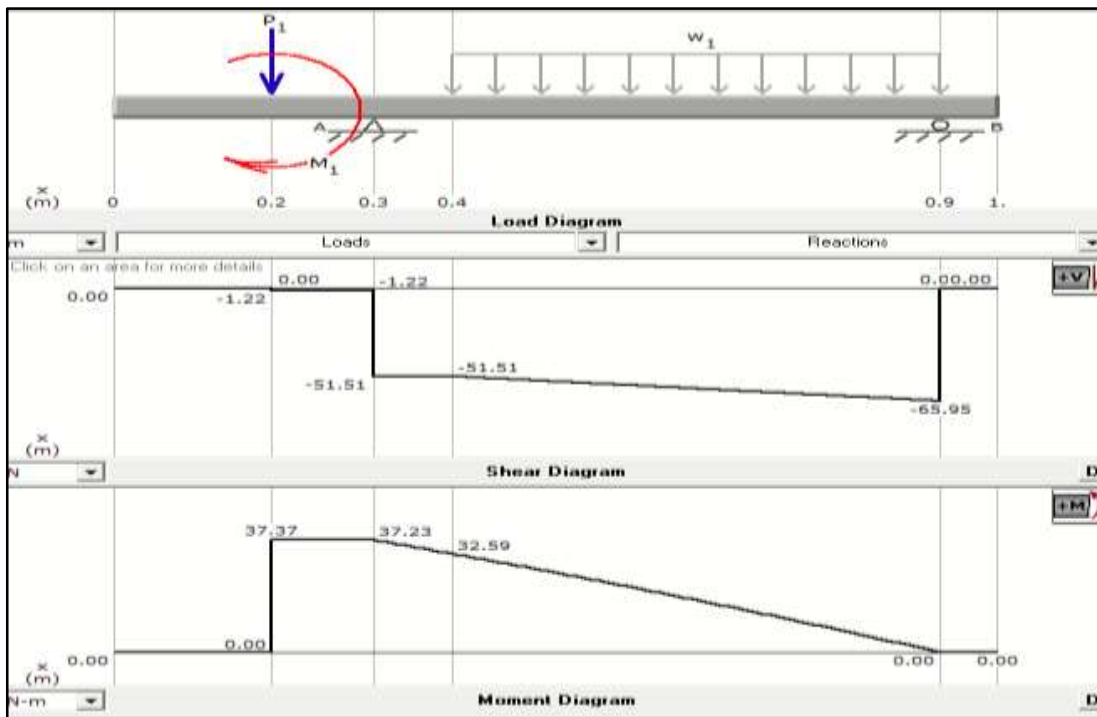 P1
w1
A
B
M1
x
(m)
0
0.2
0.3
0.4
0.9
1.
Load Diagram
m
Loads
Reactions
Click on an area for more details
0.00
-1.22
0.00
-1.22
0.00.00
+V
-51.51
-51.51
-65.95
x
(m)
N
Shear Diagram
D
37.37
37.23
32.59
+M
0.00
0.00
0.00
0.00
x
(m)
N-m
Moment Diagram
D